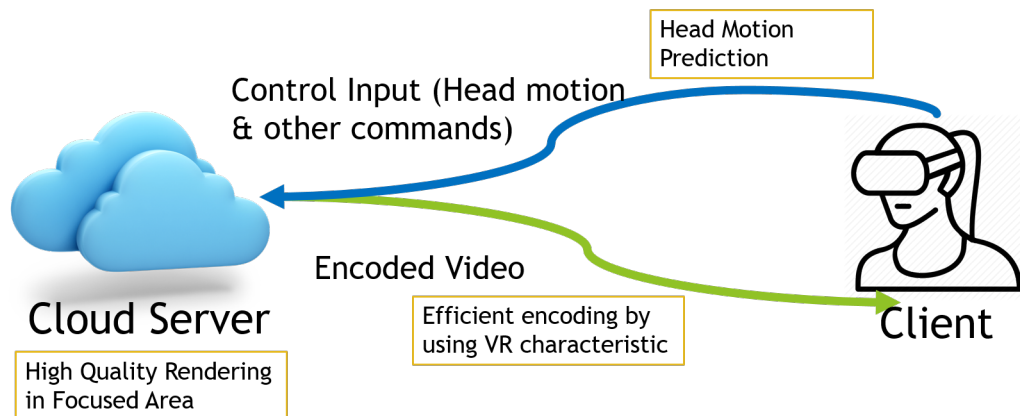 Head Motion
Prediction
Control Input (Head motion
& other commands)
Encoded Video
Cloud Server
Efficient encoding by
using VR characteristic
Client
High Quality Rendering
in Focused Area